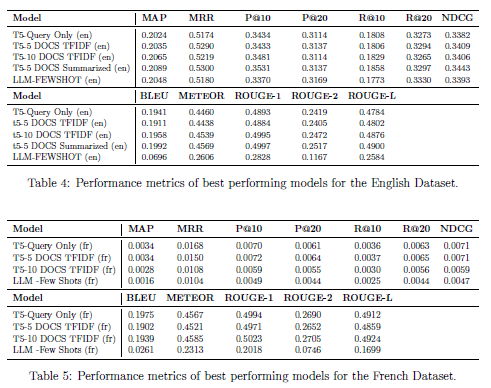 Model MAP MRR P@10 P@20 R@10 R@20 NDCG
T5-Query Only (en) 0.2024 0.5174 0.3434 0.3114 0.1808 0.3273 0.3382
T5-5 DOCS TFIDF (en) 0.2035 0.5290 0.3433 0.3137 0.1806 0.3294 0.3409
T5-10 DOCS TFIDF (en) 0.2065 0.5219 0.3481 0.3114 0.1829 0.3265 0.3406
T5-5 DOCS Summarized (en) 0.2089 0.5300 0.3531 0.3137 0.1858 0.3297 0.3443
LLM-FEWSHOT (en) 0.2048 0.5180 0.3370 0.3169 0.1773 0.3330 0.3393
Model BLEU METEOR ROUGE-1 ROUGE-2 ROUGE-L
T5-Query Only (en) 0.1941 0.4460 0.4893 0.2419 0.4784
t5-5 DOCS TFIDF (en) 0.1911 0.4438 0.4884 0.2405 0.4802
t5-10 DOCS TFIDF (en) 0.1958 0.4539 0.4995 0.2472 0.4876
t5-5 DOCS Summarized (en) 0.1992 0.4569 0.4997 0.2517 0.4900
LLM-FEWSHOT (en) 0.0696 0.2606 0.2828 0.1167 0.2584
Table 4: Performance metrics of best performing models for the English Dataset.
Model MAP MRR P@10 P@20 R@10 R@20 NDCG
T5-Query Only (fr) 0.0034 0.0168 0.0070 0.0061 0.0036 0.0063 0.0071
T5-5 DOCS TFIDF (fr) 0.0034 0.0150 0.0072 0.0064 0.0037 0.0065 0.0071
T5-10 DOCS TFIDF (fr) 0.0028 0.0108 0.0059 0.0055 0.0030 0.0056 0.0059
LLM -Few Shots (fr) 0.0016 0.0104 0.0049 0.0044 0.0025 0.0044 0.0047
Model BLEU METEOR ROUGE-1 ROUGE-2 ROUGE-L
T5-Query Only (fr) 0.1975 0.4567 0.4994 0.2690 0.4912
T5-5 DOCS TFIDF (fr) 0.1902 0.4521 0.4971 0.2652 0.4859
T5-10 DOCS TFIDF (fr) 0.1939 0.4585 0.5023 0.2705 0.4924
LLM -Few Shots (fr) 0.0261 0.2313 0.2018 0.0746 0.1699
Table 5: Performance metrics of best performing models for the French Dataset.